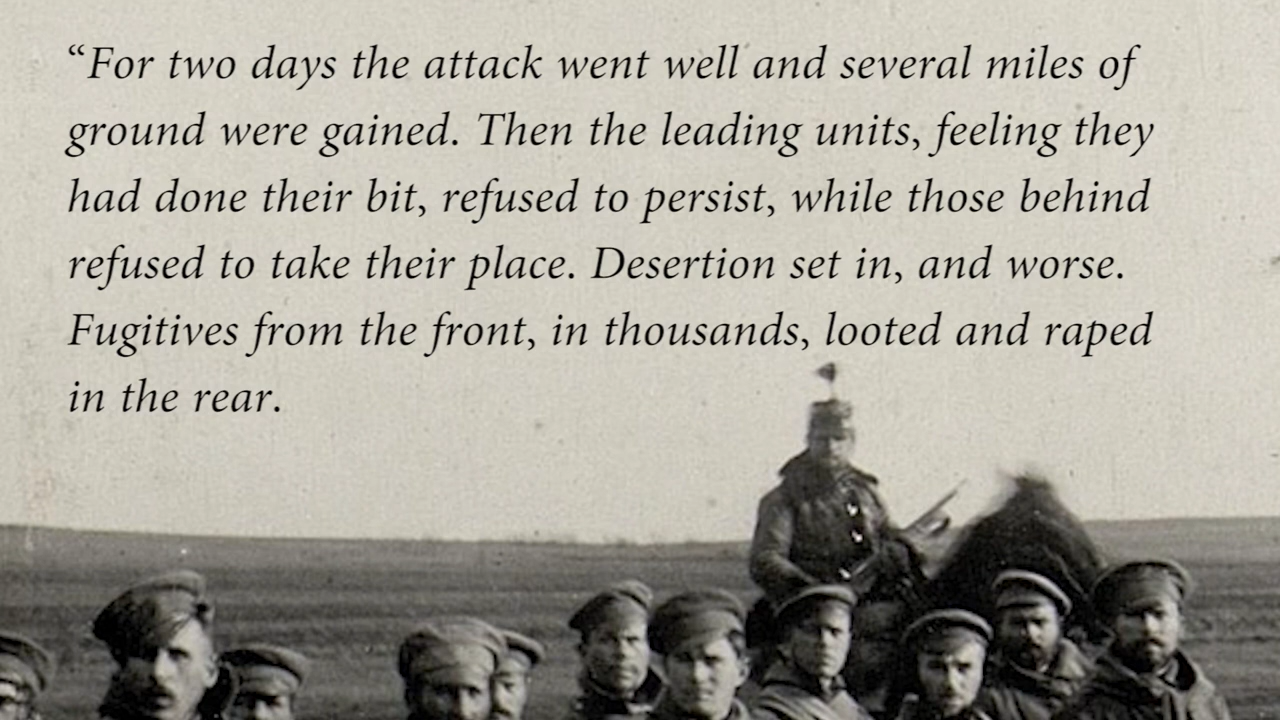 “For two days the attack went well and several miles of
ground were gained. Then the leading units, feeling they
had done their bit, refused to persist, while those behind
refused to take their place. Desertion set in, and worse.
Fugitives from the front, in thousands, looted and raped
in the rear.